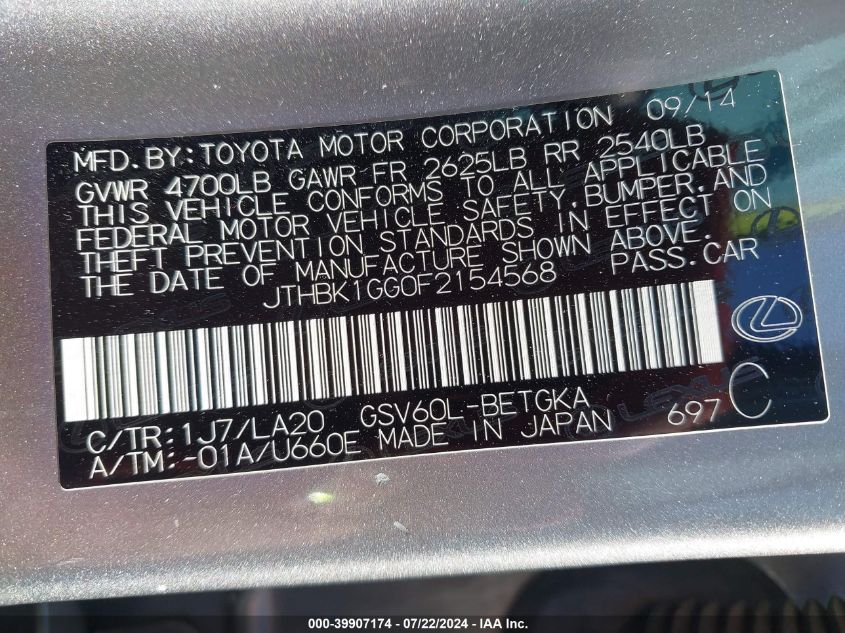 MFD.BY:TOYOTA MOTOR CORPORATION 09/14
GVWR 4700LB GAWR FR 2625LB RR 2540LB
THIS VEHICLE CONFORMS TO ALL APPLICABLE
FEDERAL MOTOR VEHICLE SAFETY,BUMPER,AND
THEFT PREVENTION STANDARDS IN EFFECT ON
THE DATE OF MANUFACTURE SHOWN ABOVE.
JTHBK1GG0F2154568 PASS.CAR
C/TR:1J7/LA20 GSV60L-BETGKA
A/TM:-01A/U660E MADE IN JAPAN 697 C
000-39907174 / 07/22/2024 - IAA Inc.